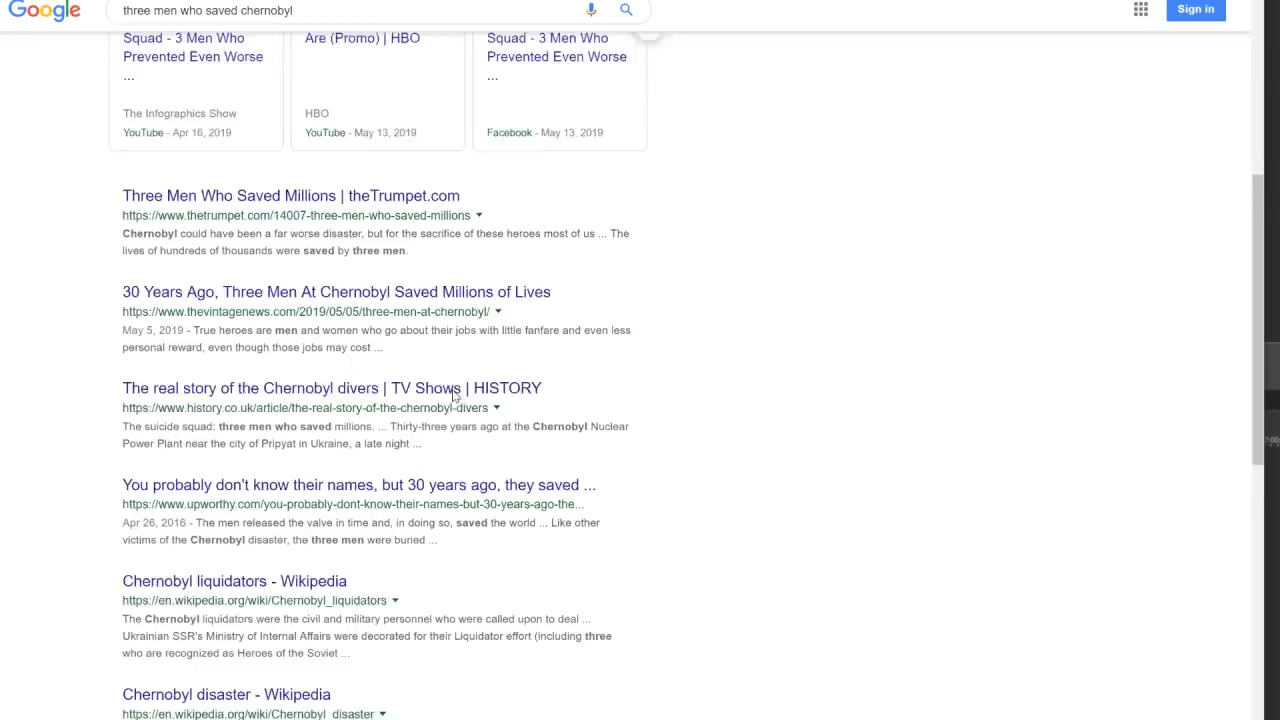 Google
three men who saved chernobyl
Sign in
Squad - 3 Men Who
Prevented Even Worse
...
The Infographics Show
YouTube - Apr 16, 2019
Are (Promo) | HBO
HBO
YouTube - May 13, 2019
Squad - 3 Men Who
Prevented Even Worse
...
Facebook - May 13, 2019
Three Men Who Saved Millions | theTrumpet.com
https://www.thetrumpet.com/14007-three-men-who-saved-millions
Chernobyl could have been a far worse disaster, but for the sacrifice of these heroes most of us ... The
lives of hundreds of thousands were saved by three men.
30 Years Ago, Three Men At Chernobyl Saved Millions of Lives
https://www.thevintagenews.com/2019/05/05/three-men-at-chernobyl/
May 5, 2019 - True heroes are men and women who go about their jobs with little fanfare and even less
personal reward, even though those jobs may cost ...
The real story of the Chernobyl divers | TV Shows | HISTORY
https://www.history.co.uk/article/the-real-story-of-the-chernobyl-divers
The suicide squad: three men who saved millions. ... Thirty-three years ago at the Chernobyl Nuclear
Power Plant near the city of Pripyat in Ukraine, a late night ...
You probably don't know their names, but 30 years ago, they saved ...
https://www.upworthy.com/you-probably-dont-know-their-names-but-30-years-ago-the...
Apr 26, 2016 - The men released the valve in time and, in doing so, saved the world ... Like other
victims of the Chernobyl disaster, the three men were buried ...
Chernobyl liquidators - Wikipedia
https://en.wikipedia.org/wiki/Chernobyl_liquidators
The Chernobyl liquidators were the civil and military personnel who were called upon to deal ...
Ukrainian SSR's Ministry of Internal Affairs were decorated for their Liquidator effort (including three
who are recognized as Heroes of the Soviet ...
Chernobyl disaster - Wikipedia
https://en.wikipedia.org/wiki/Chernobyl_disaster